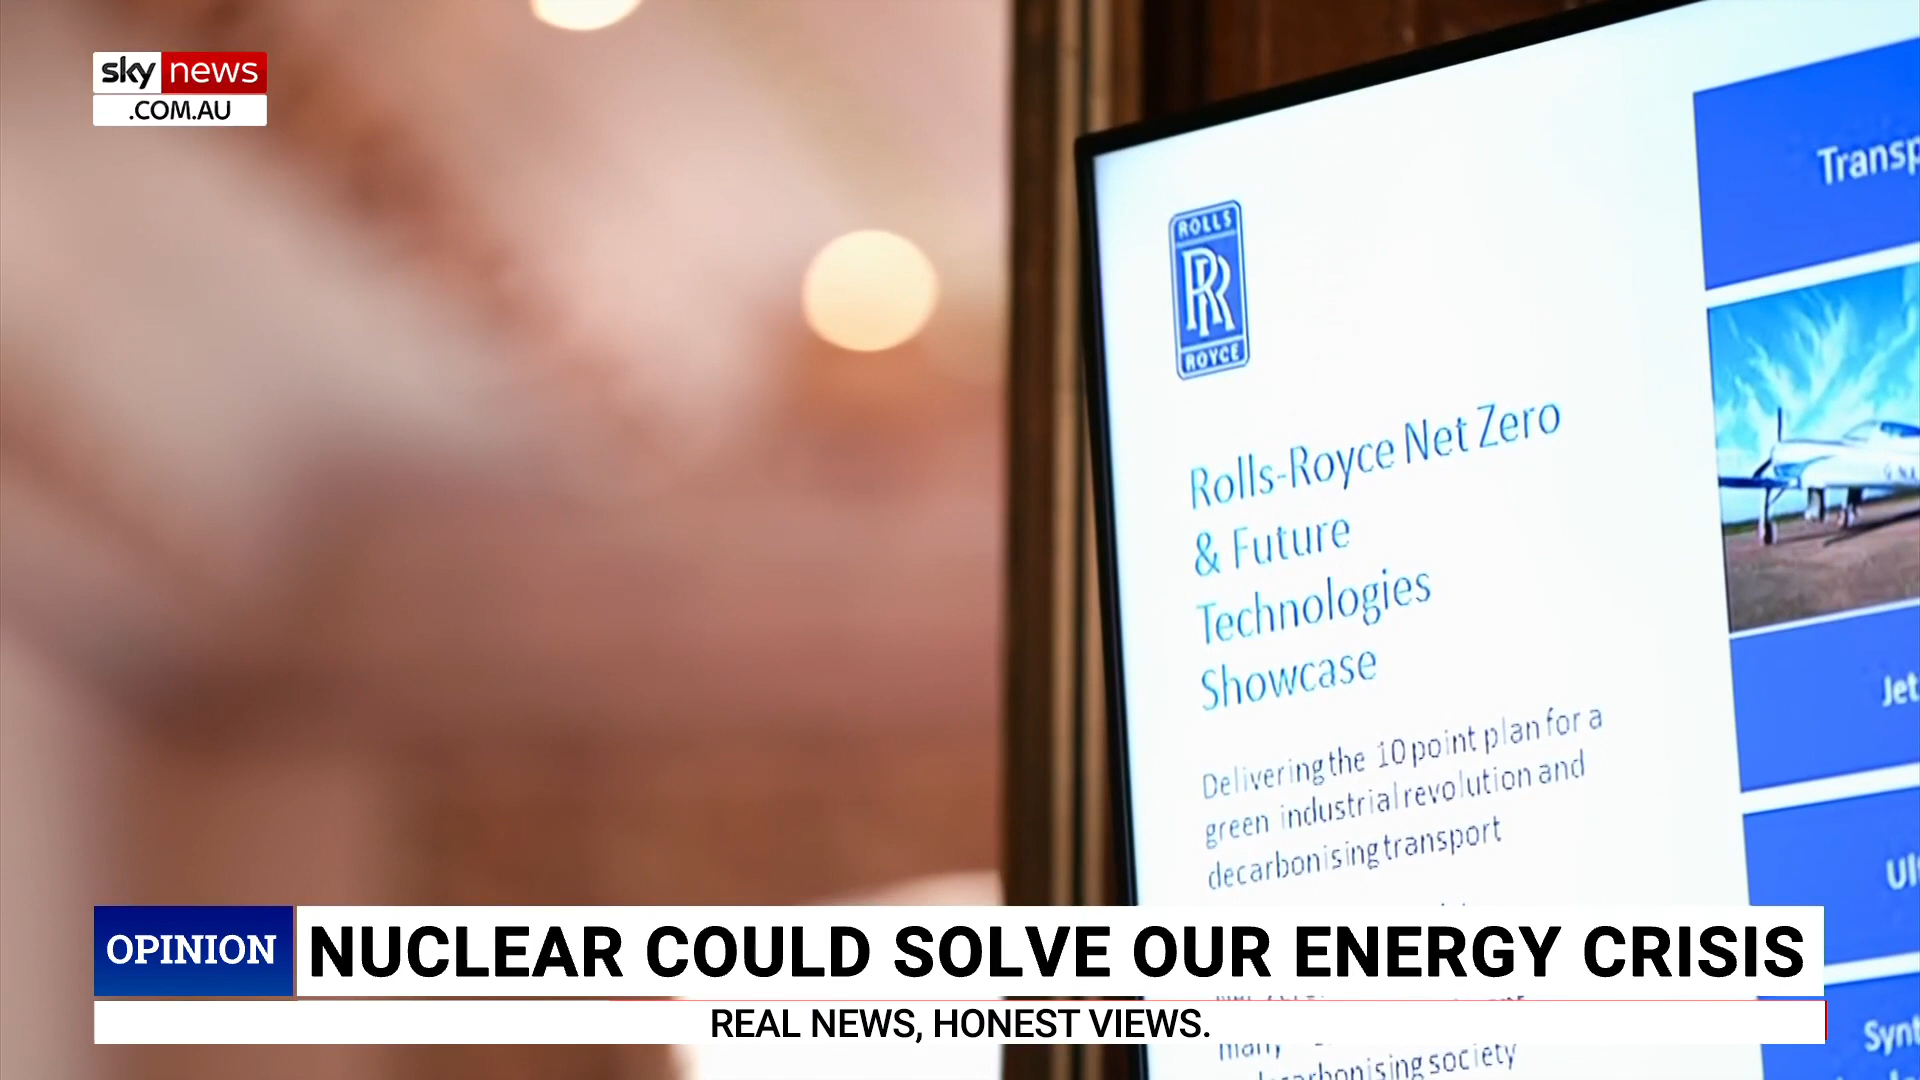 sky news
.COM.AU
ROLLS
RR
ROYCE
Rolls-Royce Net Zero
& Future
Technologies
Showcase
Delivering the 10 point plan for a
green industrial revolution and
decarbonising transport
Transp
Jet
Ul
Synt
OPINION
NUCLEAR COULD SOLVE OUR ENERGY CRISIS
REAL NEWS, HONEST VIEWS.
many
society